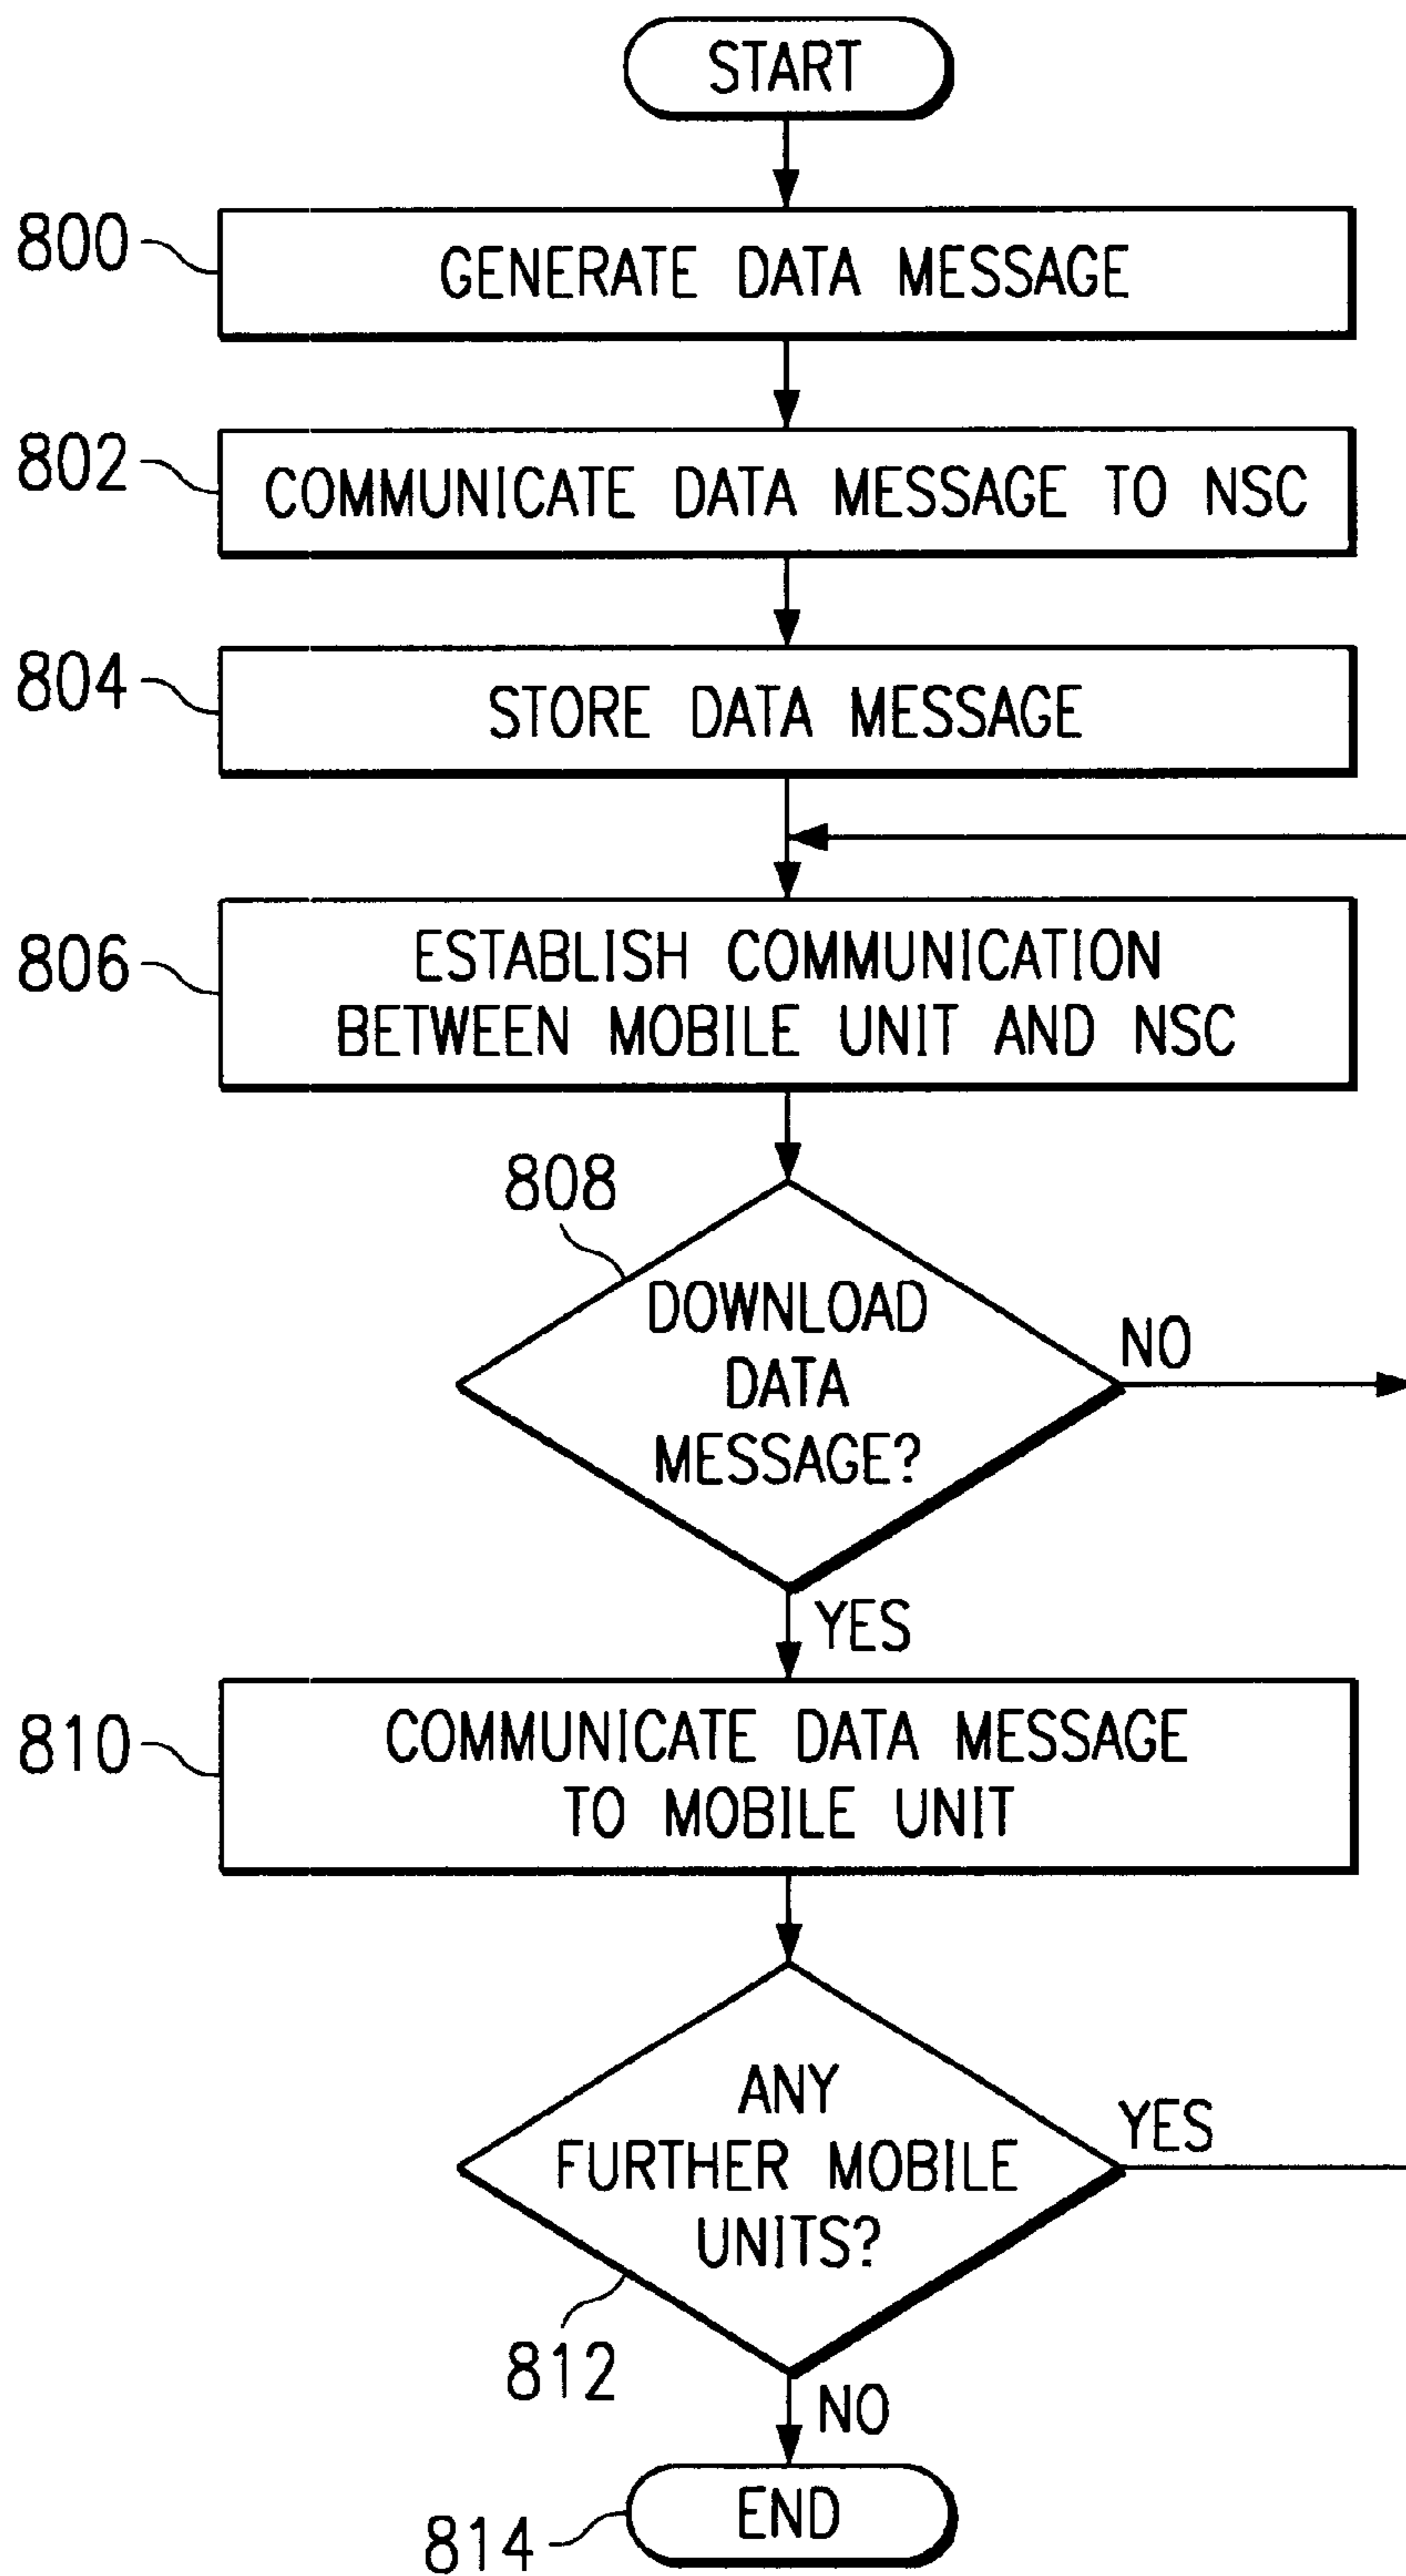 START
800
GENERATE DATA MESSAGE
802
COMMUNICATE DATA MESSAGE TO NSC
804
STORE DATA MESSAGE
806
ESTABLISH COMMUNICATION
BETWEEN MOBILE UNIT AND NSC
808
DOWNLOAD
DATA
MESSAGE?
NO
YES
810
COMMUNICATE DATA MESSAGE
TO MOBILE UNIT
ANY
FURTHER MOBILE
UNITS?
YES
812
NO
END
814